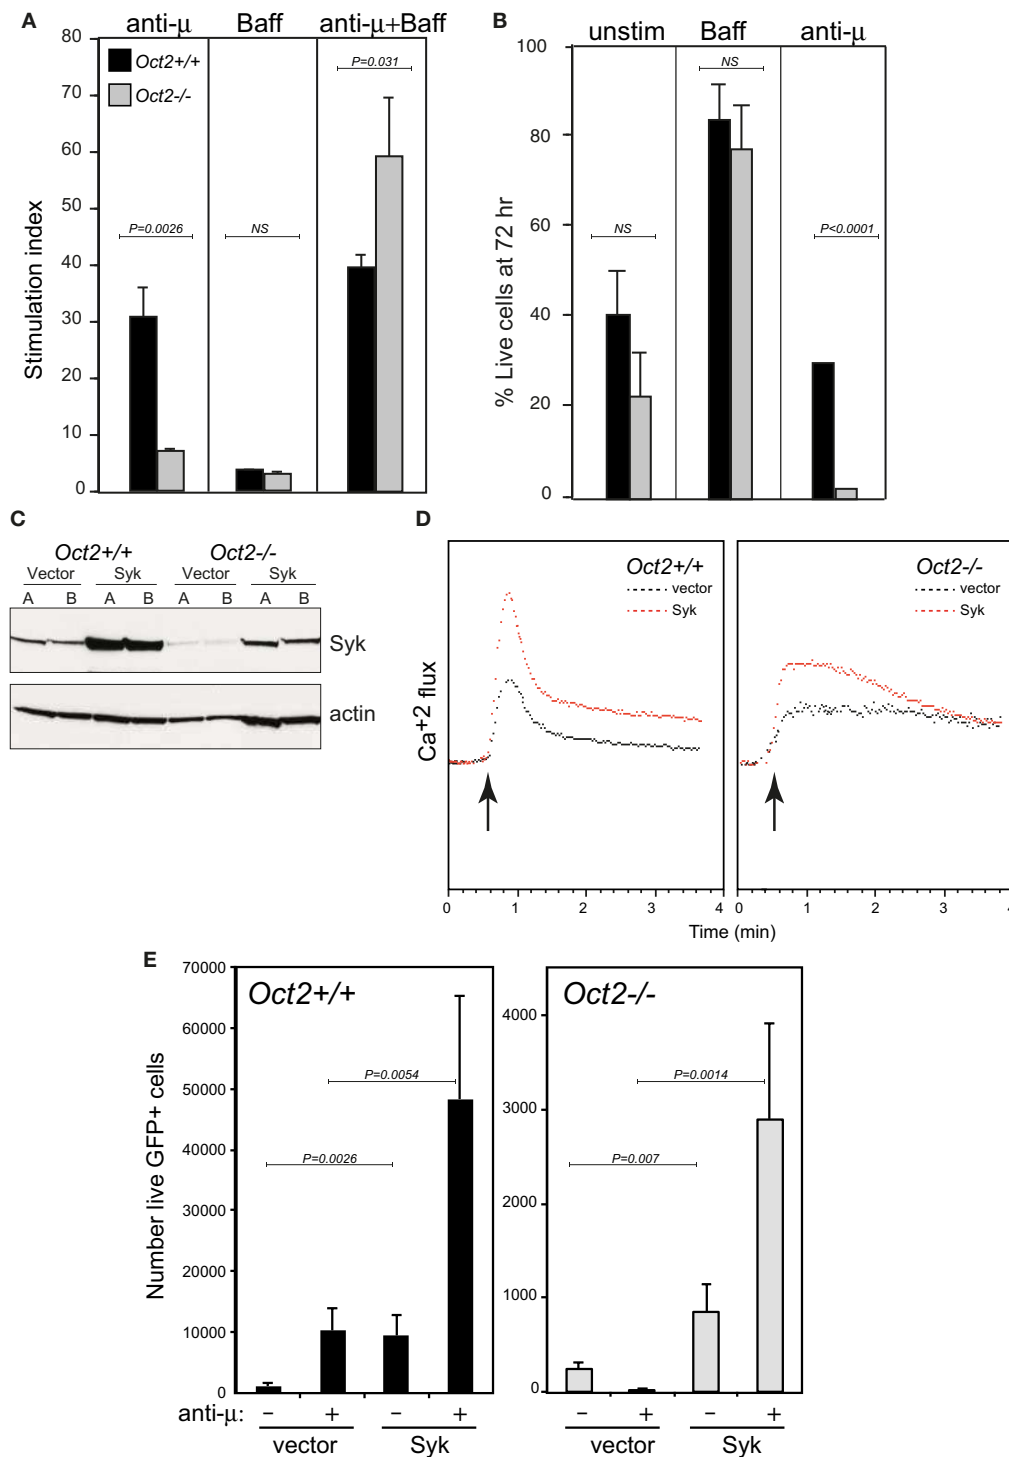 A
anti-μ Baff anti-μ+Baff
80
70
60
50
40
30
20
10
0
Stimulation index
Oct2+/+
Oct2-/-
P=0.0026
NS
P=0.031
B
unstim Baff anti-μ
100
80
60
40
20
0
% Live cells at 72 hr
NS
NS
P<0.0001
C
Oct2+/+ Oct2-/-
Vector Syk Vector Syk
A B A B A B A B
Syk
actin
D
Ca+2 flux
Oct2+/+
vector
Syk
Oct2-/-
vector
Syk
0 1 2 3 4
0 1 2 3 4
Time (min)
E
70000
60000
50000
40000
30000
20000
10000
0
Number live GFP+ cells
Oct2+/+
P=0.0054
P=0.0026
Oct2-/-
4000
3000
2000
1000
0
P=0.0014
P=0.007
anti-μ: − + − + − + − +
vector Syk vector Syk